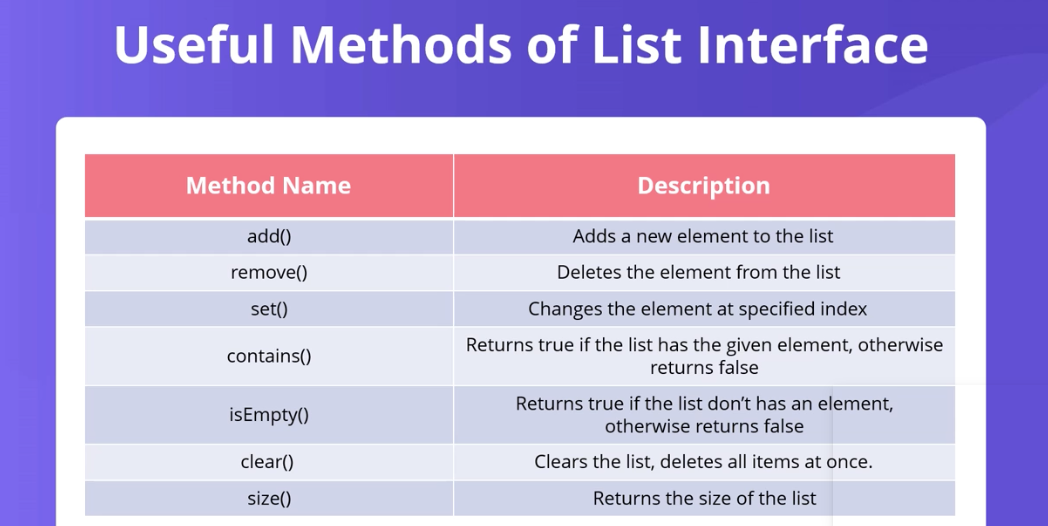 Useful Methods of List Interface
Method Name
Description
add()
Adds a new element to the list
remove()
Deletes the element from the list
set()
Changes the element at specified index
contains()
Returns true if the list has the given element, otherwise
returns false
isEmpty()
Returns true if the list don’t has an element,
otherwise returns false
clear()
Clears the list, deletes all items at once.
size()
Returns the size of the list